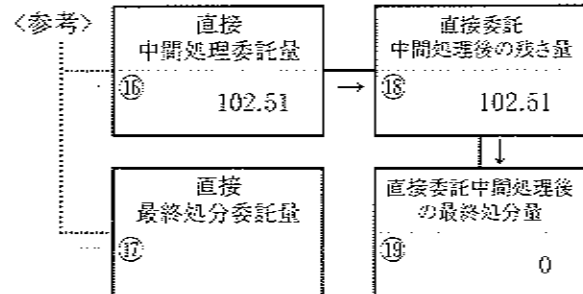 〈参考〉
直接
中間処理委託量
⑯
102.51
→
直接委託
中間処理後の残さ量
⑱
102.51
↓
直接
最終処分委託量
⑰
直接委託中間処理後
の最終処分量
⑲
0